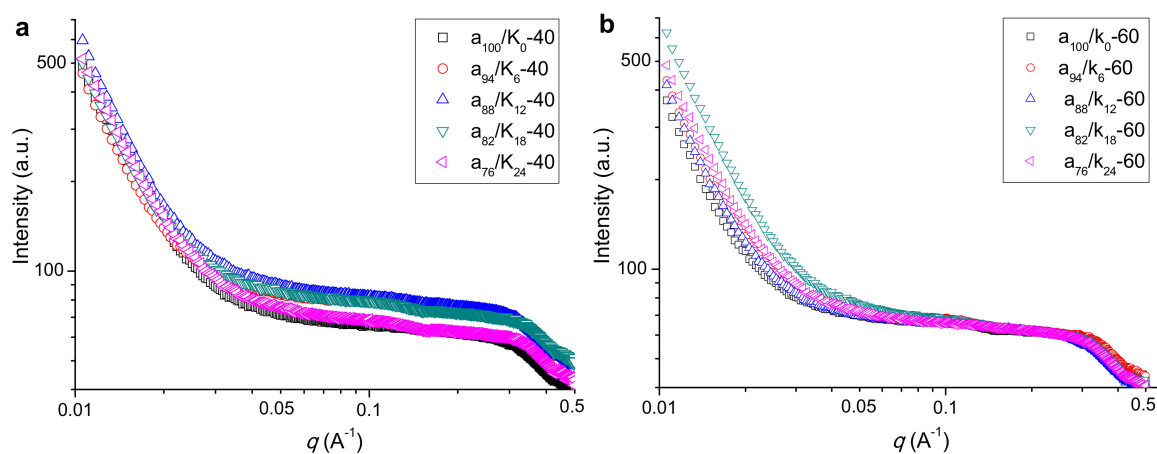 a
a100/K0-40
a94/K6-40
a88/K12-40
a82/K18-40
a76/K24-40
500
100
Intensity (a.u.)
0.01 0.05 0.1 0.5
q (A-1)
b
a100/k0-60
a94/k6-60
a88/k12-60
a82/k18-60
a76/k24-60
500
100
Intensity (a.u.)
0.01 0.05 0.1 0.5
q (A-1)